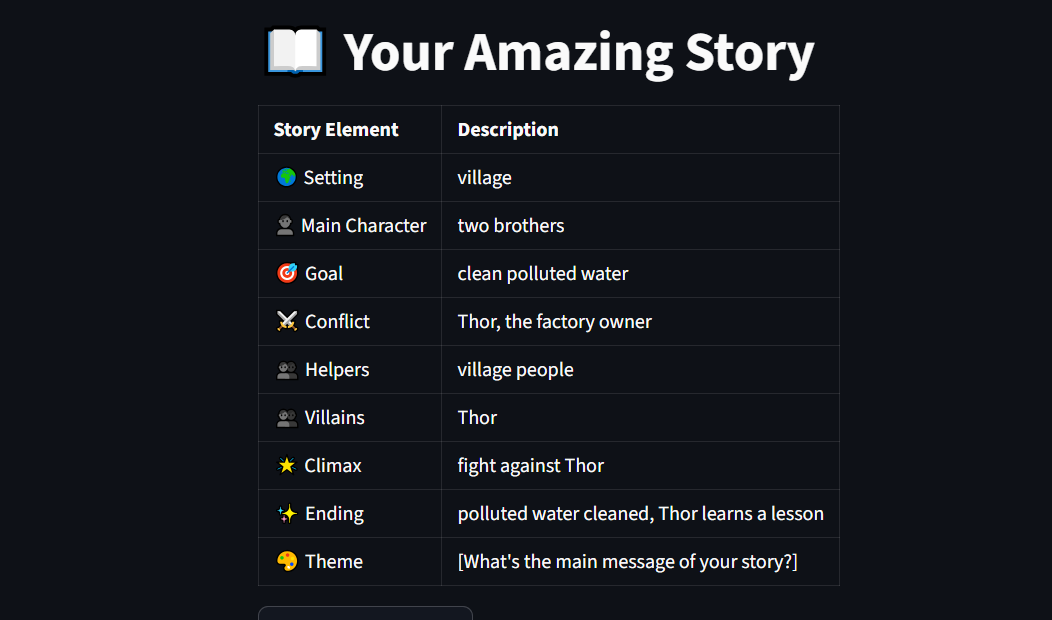 Your Amazing Story
Story Element Description
Setting village
Main Character two brothers
Goal clean polluted water
Conflict Thor, the factory owner
Helpers village people
Villains Thor
Climax fight against Thor
Ending polluted water cleaned, Thor learns a lesson
Theme [What's the main message of your story?]